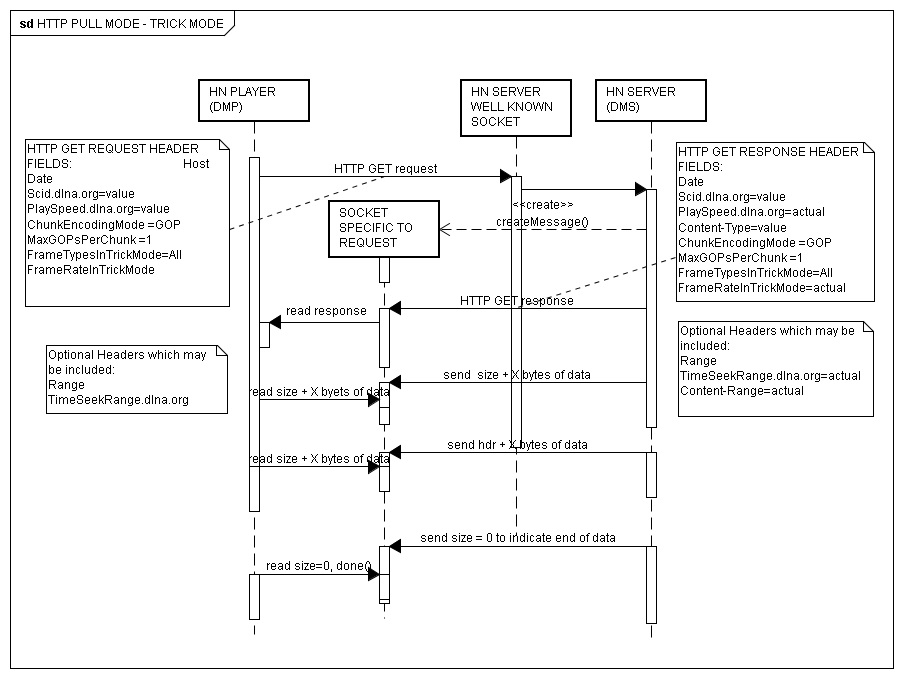 sd HTTP PULL MODE - TRICK MODE
HN PLAYER
(DMP)
HN SERVER
WELL KNOWN
SOCKET
HN SERVER
(DMS)
HTTP GET REQUEST HEADER
FIELDS: Host
Date
Scid.dlna.org=value
PlaySpeed.dlna.org=value
ChunkEncodingMode =GOP
MaxGOPsPerChunk =1
FrameTypesInTrickMode=All
FrameRateInTrickMode
HTTP GET RESPONSE HEADER
FIELDS:
Date
Scid.dlna.org=value
PlaySpeed.dlna.org=actual
Content-Type=value
ChunkEncodingMode =GOP
MaxGOPsPerChunk =1
FrameTypesInTrickMode=All
FrameRateInTrickMode=actual
HTTP GET request
<<create>>
createMessage()
SOCKET
SPECIFIC TO
REQUEST
HTTP GET response
read response
Optional Headers which may
be included:
Range
TimeSeekRange.dlna.org
Optional Headers which may be
included:
Range
TimeSeekRange.dlna.org=actual
Content-Range=actual
send size + X bytes of data
read size + X byets of data
send hdr + X bytes of data
read size + X bytes of data
send size = 0 to indicate end of data
read size=0, done()